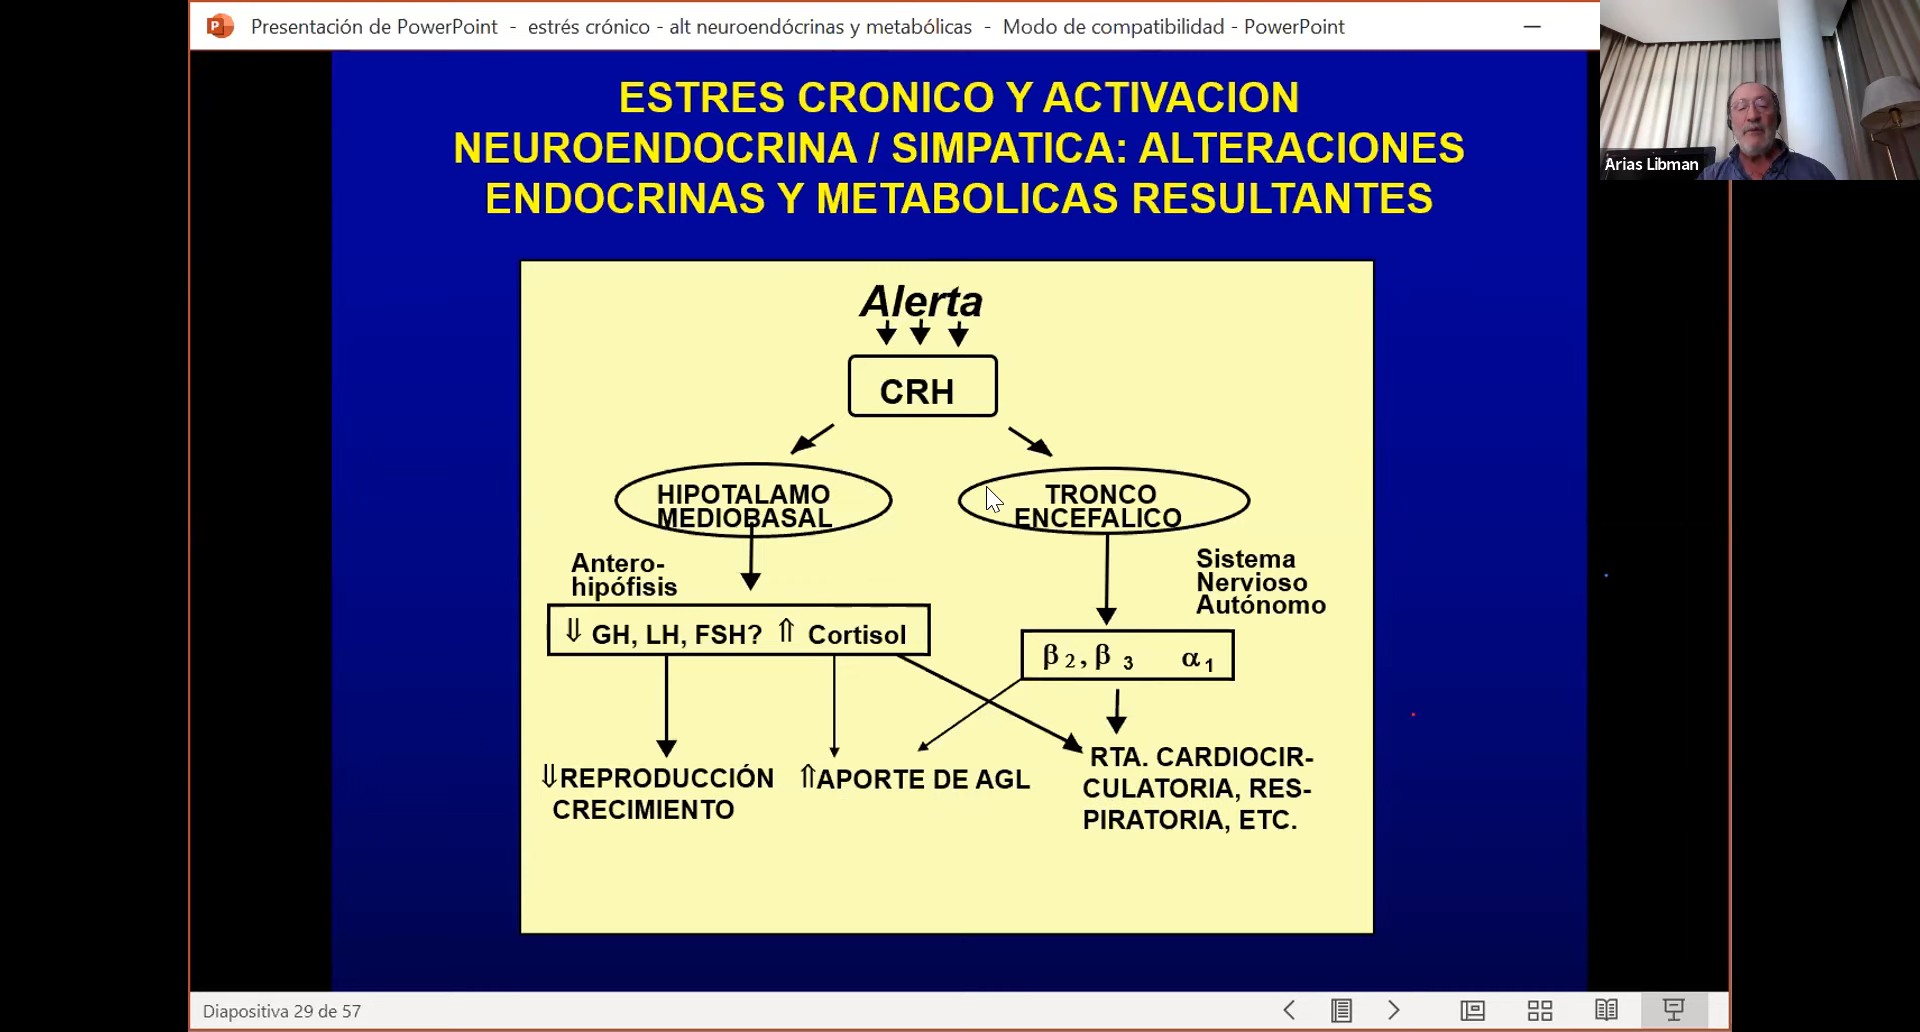 Presentación de PowerPoint - estrés crónico - alt neuroendócrinas y metabólicas - Modo de compatibilidad - PowerPoint
Arias Libman
ESTRES CRONICO Y ACTIVACION
NEUROENDOCRINA / SIMPATICA: ALTERACIONES
ENDOCRINAS Y METABOLICAS RESULTANTES
Alerta
CRH
HIPOTALAMO
MEDIOBASAL
TRONCO
ENCEFALICO
Antero-
hipófisis
Sistema
Nervioso
Autónomo
⇓ GH, LH, FSH? ⇑ Cortisol
β2, β3 α1
⇓REPRODUCCIÓN
CRECIMIENTO
⇑APORTE DE AGL
RTA. CARDIOCIR-
CULATORIA, RES-
PIRATORIA, ETC.
Diapositiva 29 de 57